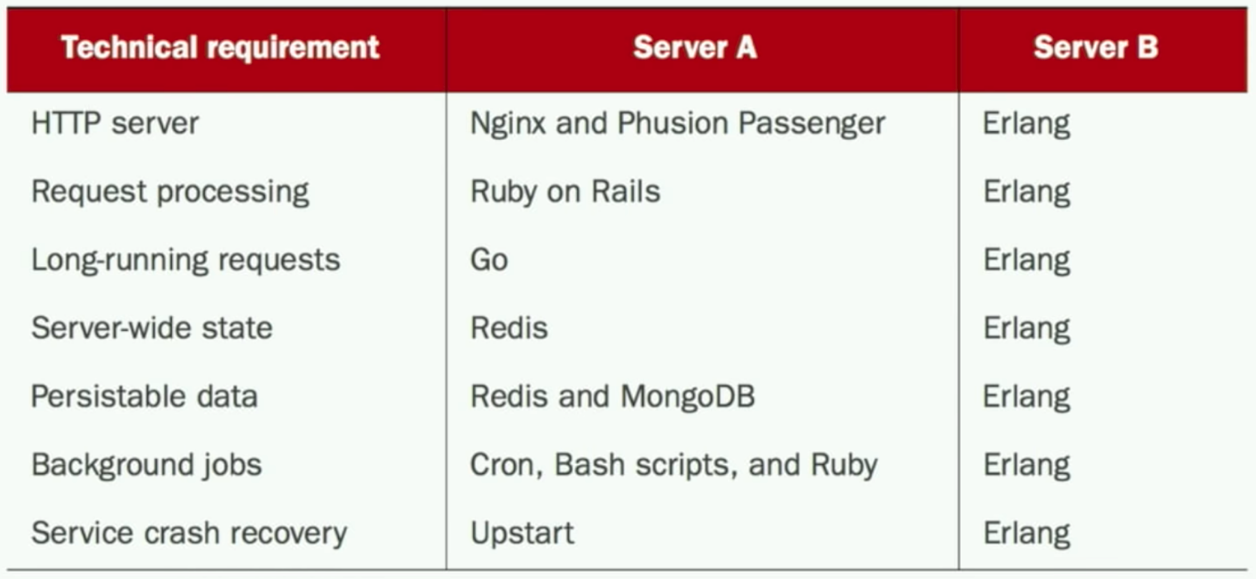 Technical requirement Server A Server B
HTTP server Nginx and Phusion Passenger Erlang
Request processing Ruby on Rails Erlang
Long-running requests Go Erlang
Server-wide state Redis Erlang
Persistable data Redis and MongoDB Erlang
Background jobs Cron, Bash scripts, and Ruby Erlang
Service crash recovery Upstart Erlang